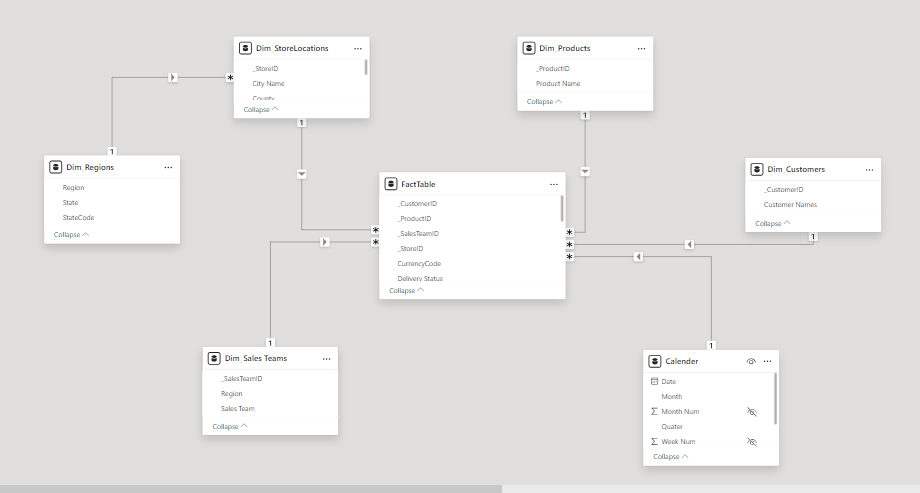 Dim_StoreLocations ...
_StoreID
City Name
County
Collapse
Dim_Products ...
_ProductID
Product Name
Collapse
*
1
1
1
Dim_Regions ...
Region
State
StateCode
Collapse
FactTable ...
_CustomerID
_ProductID
_SalesTeamID
_StoreID
CurrencyCode
Delivery Status
Collapse
Dim_Customers ...
_CustomerID
Customer Names
Collapse
*
*
*
*
*
1
1
1
Dim_Sales Teams ...
_SalesTeamID
Region
Sales Team
Collapse
Calender ...
Date
Month
Σ Month Num
Quater
Σ Week Num
Collapse